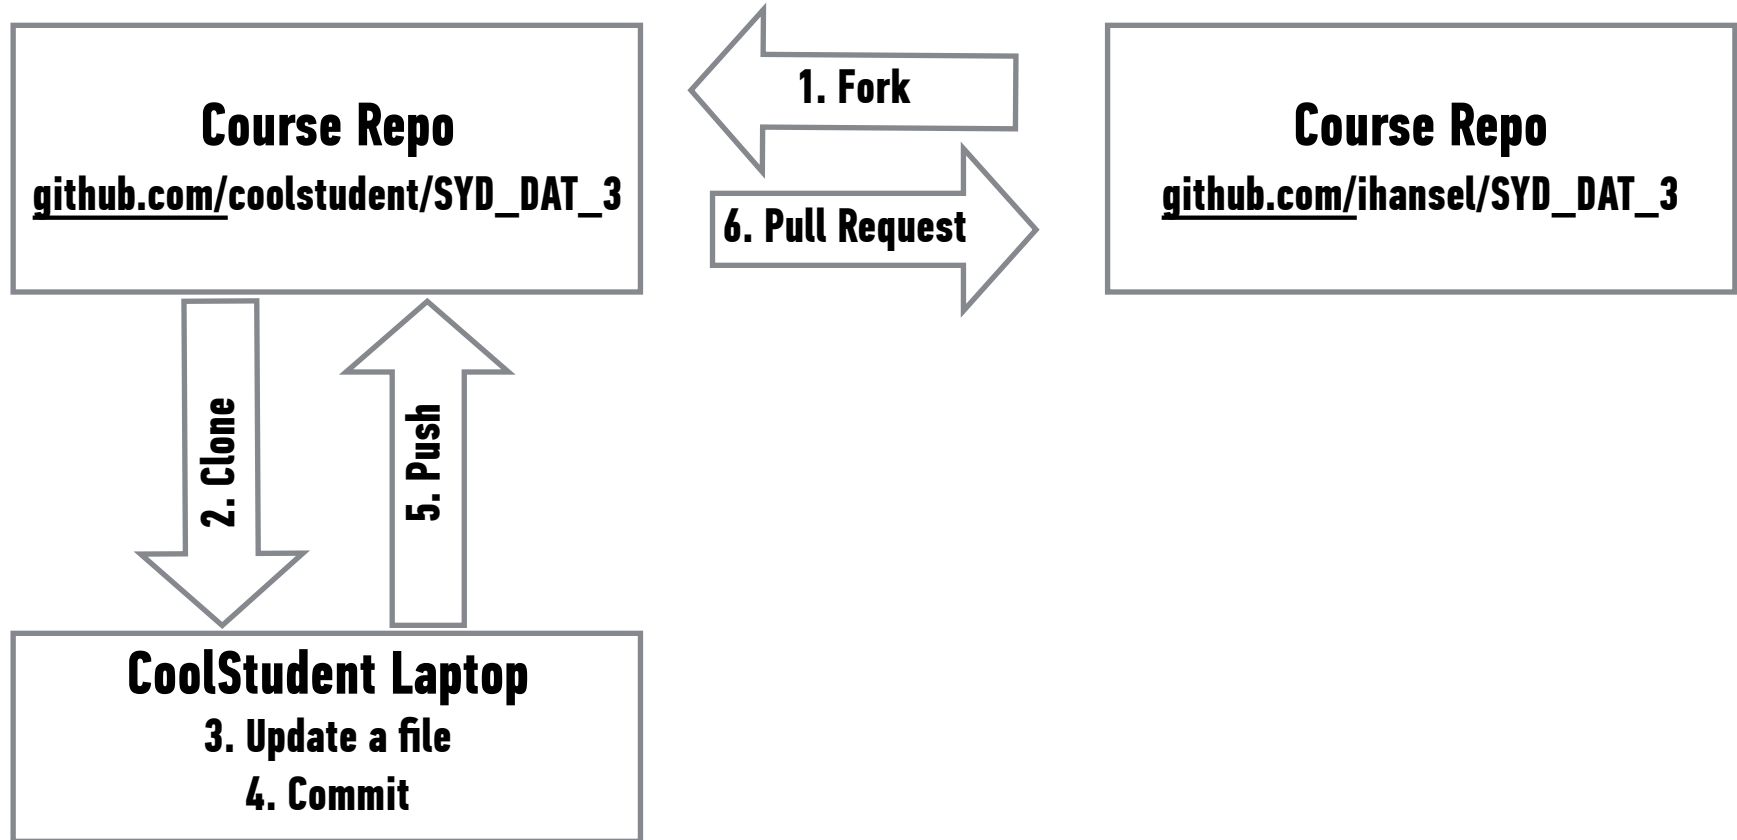 Course Repo
github.com/coolstudent/SYD_DAT_3
1. Fork
6. Pull Request
Course Repo
github.com/ihansel/SYD_DAT_3
2. Clone
5. Push
CoolStudent Laptop
3. Update a file
4. Commit